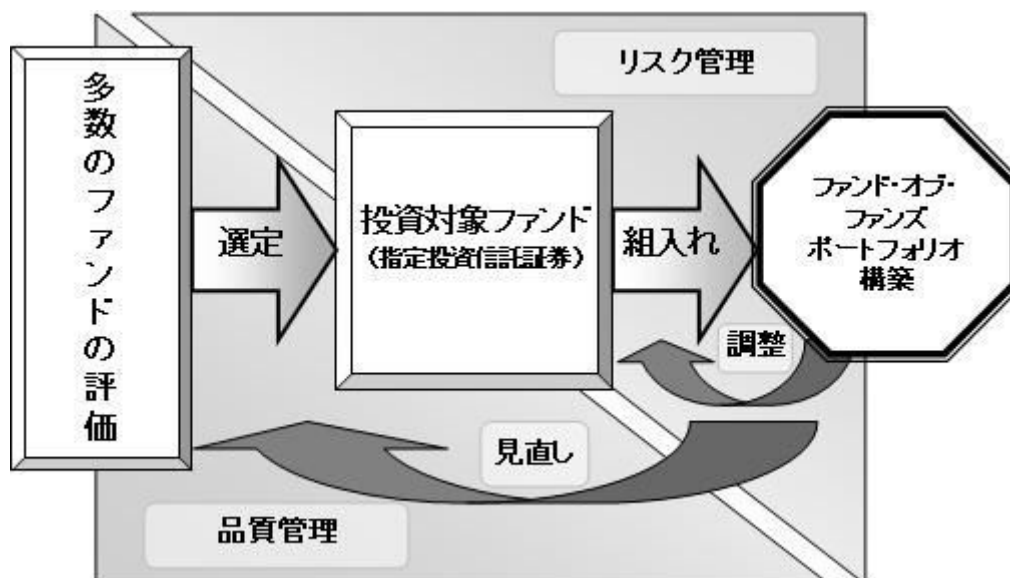 リスク管理
多数のファンドの評価
選定
投資対象ファンド
（指定投資信託証券）
組入れ
ファンド・オブ・
ファンズ
ポートフォリオ
構築
調整
見直し
品質管理